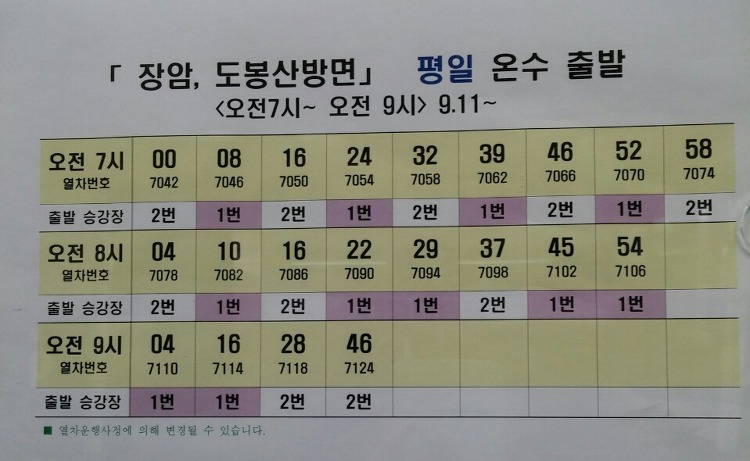 「 장암, 도봉산방면」 평일 온수 출발
<오전7시~ 오전 9시> 9.11~
오전 7시 00 08 16 24 32 39 46 52 58
열차번호 7042 7046 7050 7054 7058 7062 7066 7070 7074
출발 승강장 2번 1번 2번 1번 2번 1번 2번 1번 2번
오전 8시 04 10 16 22 29 37 45 54
열차번호 7078 7082 7086 7090 7094 7098 7102 7106
출발 승강장 2번 1번 2번 1번 1번 2번 1번 1번
오전 9시 04 16 28 46
열차번호 7110 7114 7118 7124
출발 승강장 1번 1번 2번 2번
■ 열차운행사정에 의해 변경될 수 있습니다.